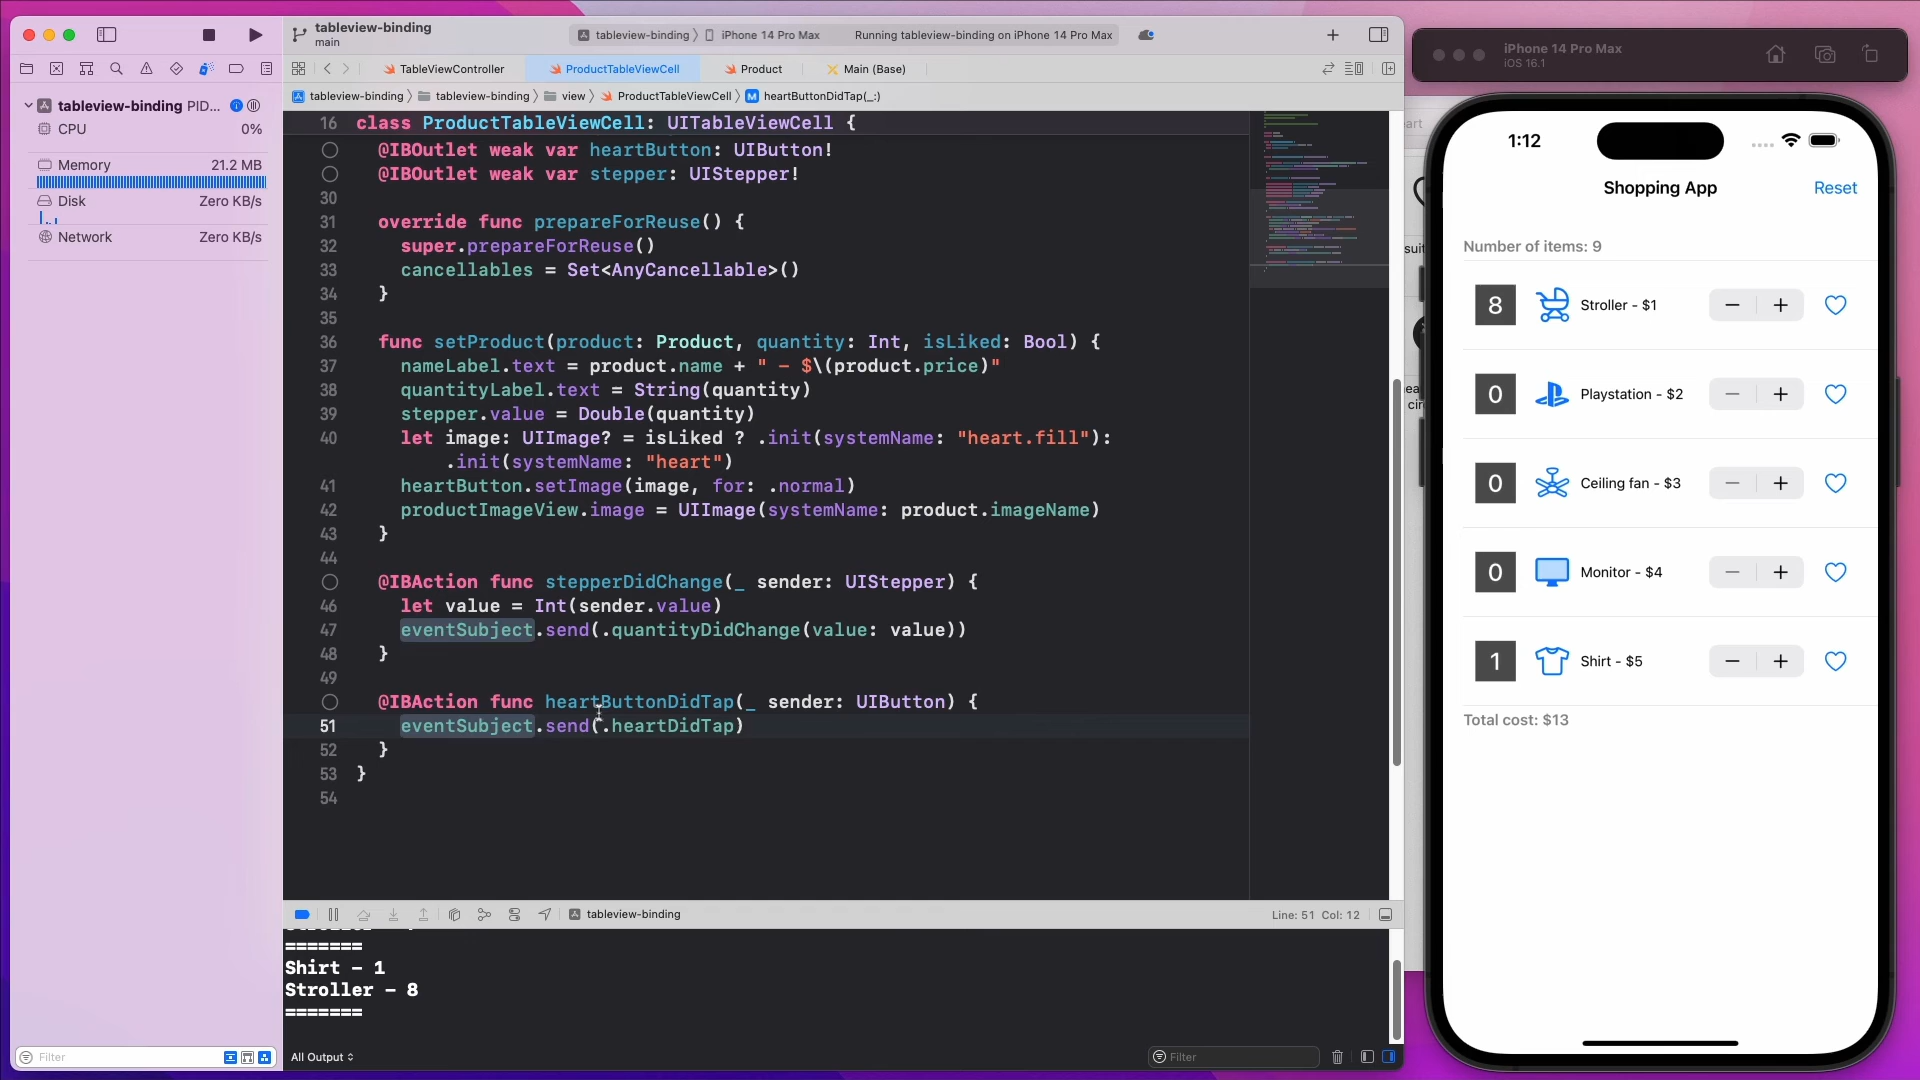 tableview-binding
main
tableview-binding 〉 iPhone 14 Pro Max
Running tableview-binding on iPhone 14 Pro Max
TableViewController
ProductTableViewCell
Product
Main (Base)
tableview-binding 〉 tableview-binding 〉 view 〉 ProductTableViewCell 〉 M heartButtonDidTap(_:)
tableview-binding PID...
CPU 0%
Memory 21.2 MB
Disk Zero KB/s
Network Zero KB/s
Filter
16 class ProductTableViewCell: UITableViewCell {
@IBOutlet weak var heartButton: UIButton!
@IBOutlet weak var stepper: UIStepper!
30
31 override func prepareForReuse() {
32 super.prepareForReuse()
33 cancellables = Set<AnyCancellable>()
34 }
35
36 func setProduct(product: Product, quantity: Int, isLiked: Bool) {
37 nameLabel.text = product.name + " - $\(product.price)"
38 quantityLabel.text = String(quantity)
39 stepper.value = Double(quantity)
40 let image: UIImage? = isLiked ? .init(systemName: "heart.fill"):
.init(systemName: "heart")
41 heartButton.setImage(image, for: .normal)
42 productImageView.image = UIImage(systemName: product.imageName)
43 }
44
@IBAction func stepperDidChange(_ sender: UIStepper) {
46 let value = Int(sender.value)
47 eventSubject.send(.quantityDidChange(value: value))
48 }
49
@IBAction func heartButtonDidTap(_ sender: UIButton) {
51 eventSubject.send(.heartDidTap)
52 }
53 }
54
tableview-binding
Line: 51 Col: 12
=======
Shirt - 1
Stroller - 8
=======
All Output
Filter
iPhone 14 Pro Max
iOS 16.1
1:12
Shopping App
Reset
Number of items: 9
8 Stroller - $1 − +
0 Playstation - $2 − +
0 Ceiling fan - $3 − +
0 Monitor - $4 − +
1 Shirt - $5 − +
Total cost: $13